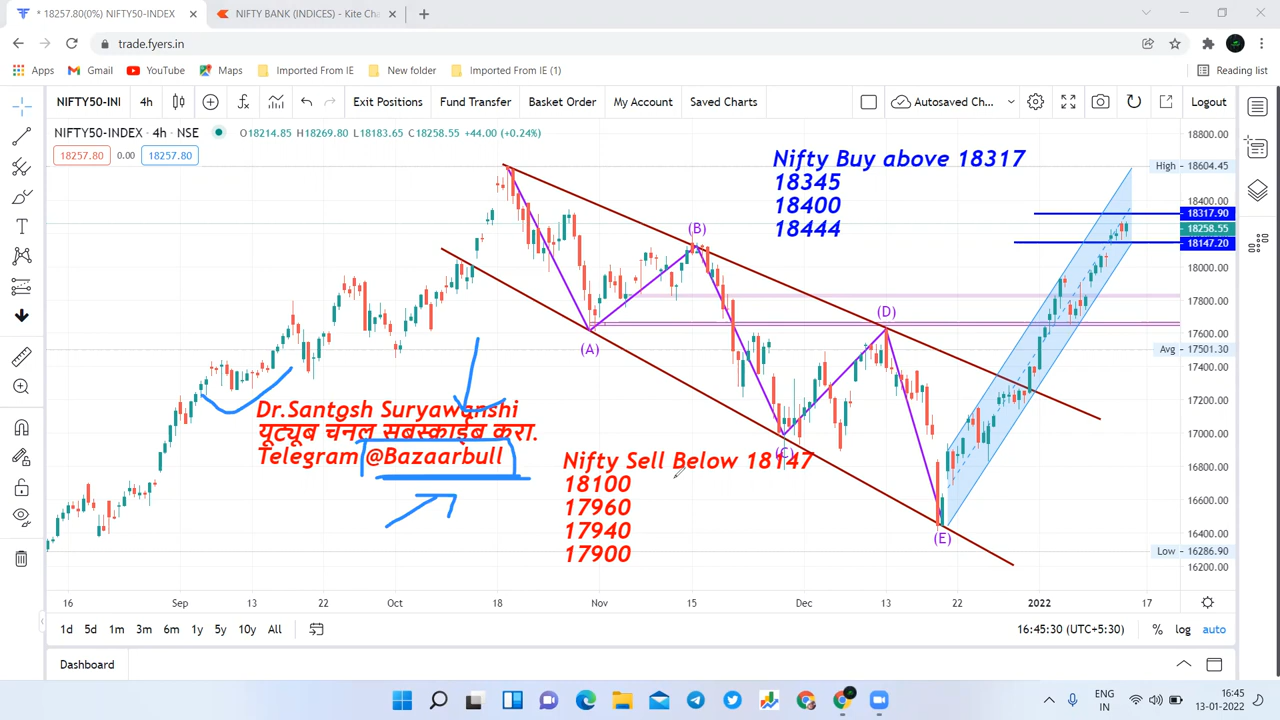 * 18257.80(0%) NIFTY50-INDEX
NIFTY BANK (INDICES) - Kite Cha
trade.fyers.in
Apps Gmail YouTube Maps Imported From IE New folder Imported From IE (1) Reading list
NIFTY50-INI 4h Exit Positions Fund Transfer Basket Order My Account Saved Charts Autosaved Ch... Logout
NIFTY50-INDEX · 4h · NSE O18214.85 H18269.80 L18183.65 C18258.55 +44.00 (+0.24%)
18257.80 0.00 18257.80
Nifty Buy above 18317
18345
18400
18444
18800.00
High 18604.45
18400.00
18317.90
18258.55
18147.20
18000.00
17800.00
17600.00
Avg 17501.30
17400.00
17200.00
17000.00
16800.00
16600.00
16400.00
Low 16286.90
16200.00
(A)
(B)
(C)
(D)
(E)
Dr.Santosh Suryawanshi
यूट्यूब चनल सबस्काईब करा.
Telegram @Bazaarbull
Nifty Sell Below 18147
18100
17960
17940
17900
16 Sep 13 22 Oct 18 Nov 15 Dec 13 22 2022 17
1d 5d 1m 3m 6m 1y 5y 10y All 16:45:30 (UTC+5:30) % log auto
Dashboard
ENG
IN
16:45
13-01-2022